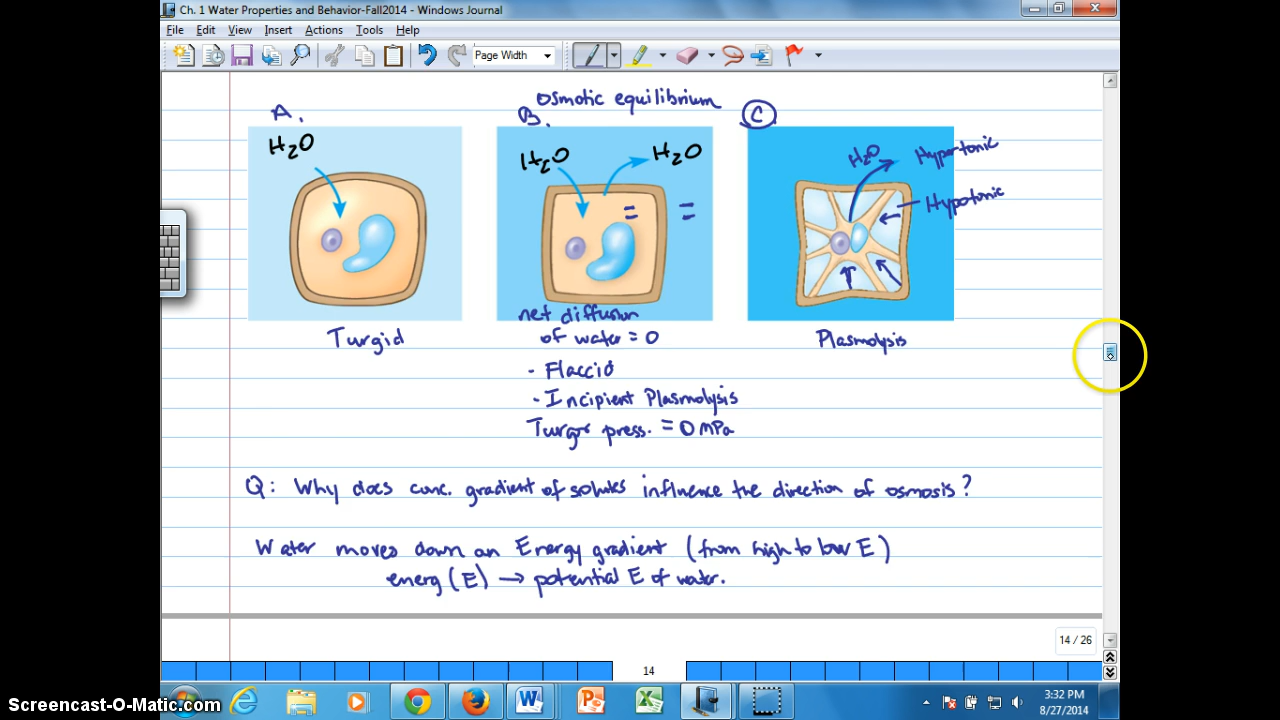 Ch. 1 Water Properties and Behavior-Fall2014 - Windows Journal
File Edit View Insert Actions Tools Help
Page Width
osmotic equilibrium
A.
B.
C
H2O
H2O
H2O
H2O
Hypertonic
Hypotonic
= =
Turgid
net diffusion
of water = 0
Plasmolysis
- Flaccid
- Incipient Plasmolysis
Turgor press. = 0 MPa
Q: Why does conc. gradient of solutes influence the direction of osmosis?
Water moves down an Energy gradient (from high to low E)
energ (E) → potential E of water.
14 / 26
14
3:32 PM
8/27/2014
Screencast-O-Matic.com